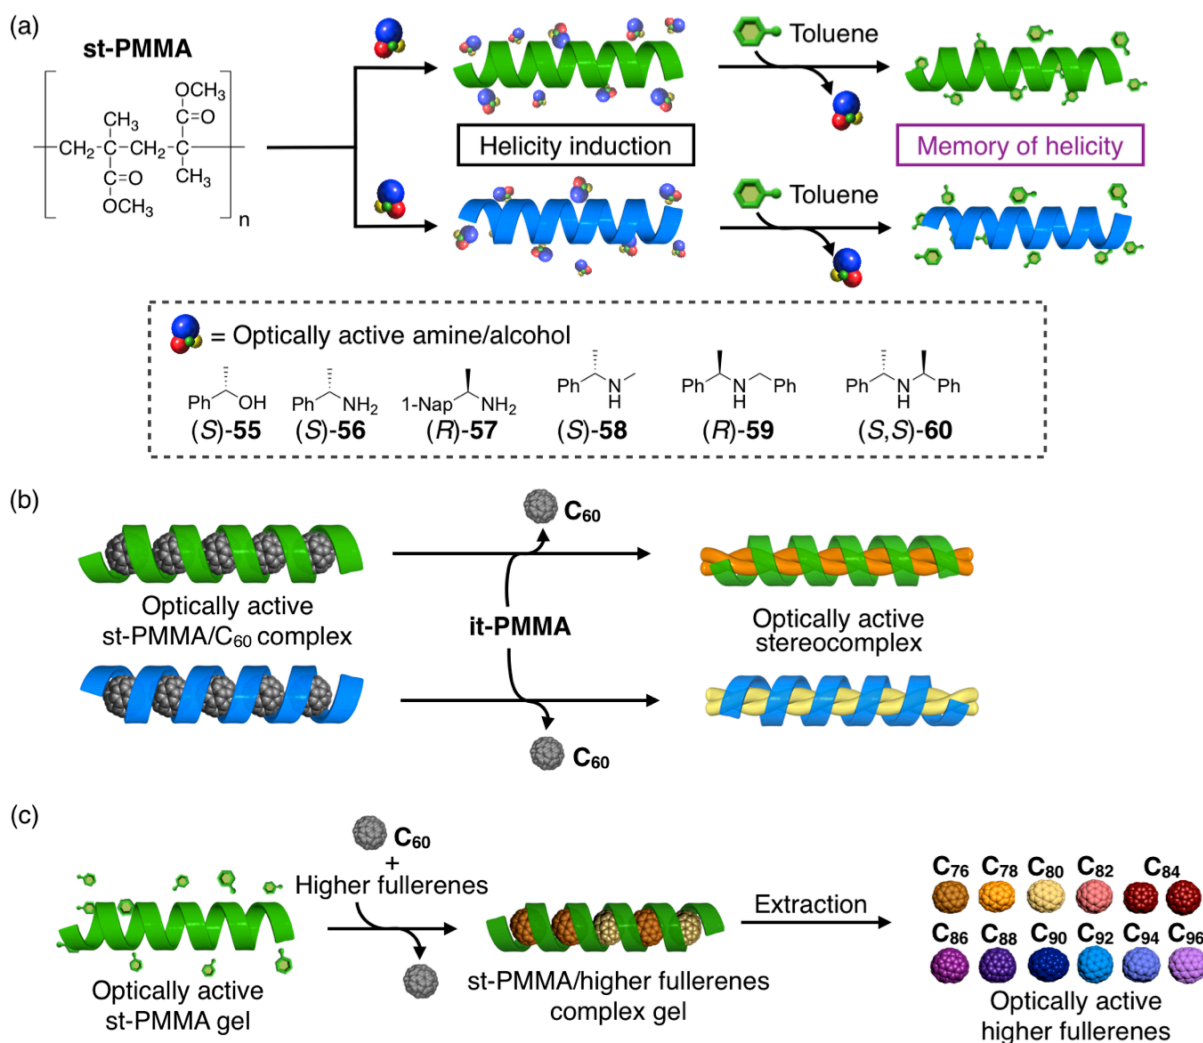 (a)
st-PMMA
OCH₃
CH₃ C=O
CH₂—C—CH₂—C
C=O CH₃
OCH₃
n
Toluene
Helicity induction
Memory of helicity
Toluene
= Optically active amine/alcohol
Ph OH
(S)-55
Ph NH₂
(S)-56
1-Nap NH₂
(R)-57
Ph N H
(S)-58
Ph N H Ph
(R)-59
Ph N H Ph
(S,S)-60
(b)
C₆₀
Optically active
st-PMMA/C₆₀ complex
it-PMMA
Optically active
stereocomplex
C₆₀
(c)
C₆₀
+
Higher fullerenes
Optically active
st-PMMA gel
st-PMMA/higher fullerenes
complex gel
Extraction
C₇₆ C₇₈ C₈₀ C₈₂ C₈₄
C₈₆ C₈₈ C₉₀ C₉₂ C₉₄ C₉₆
Optically active
higher fullerenes